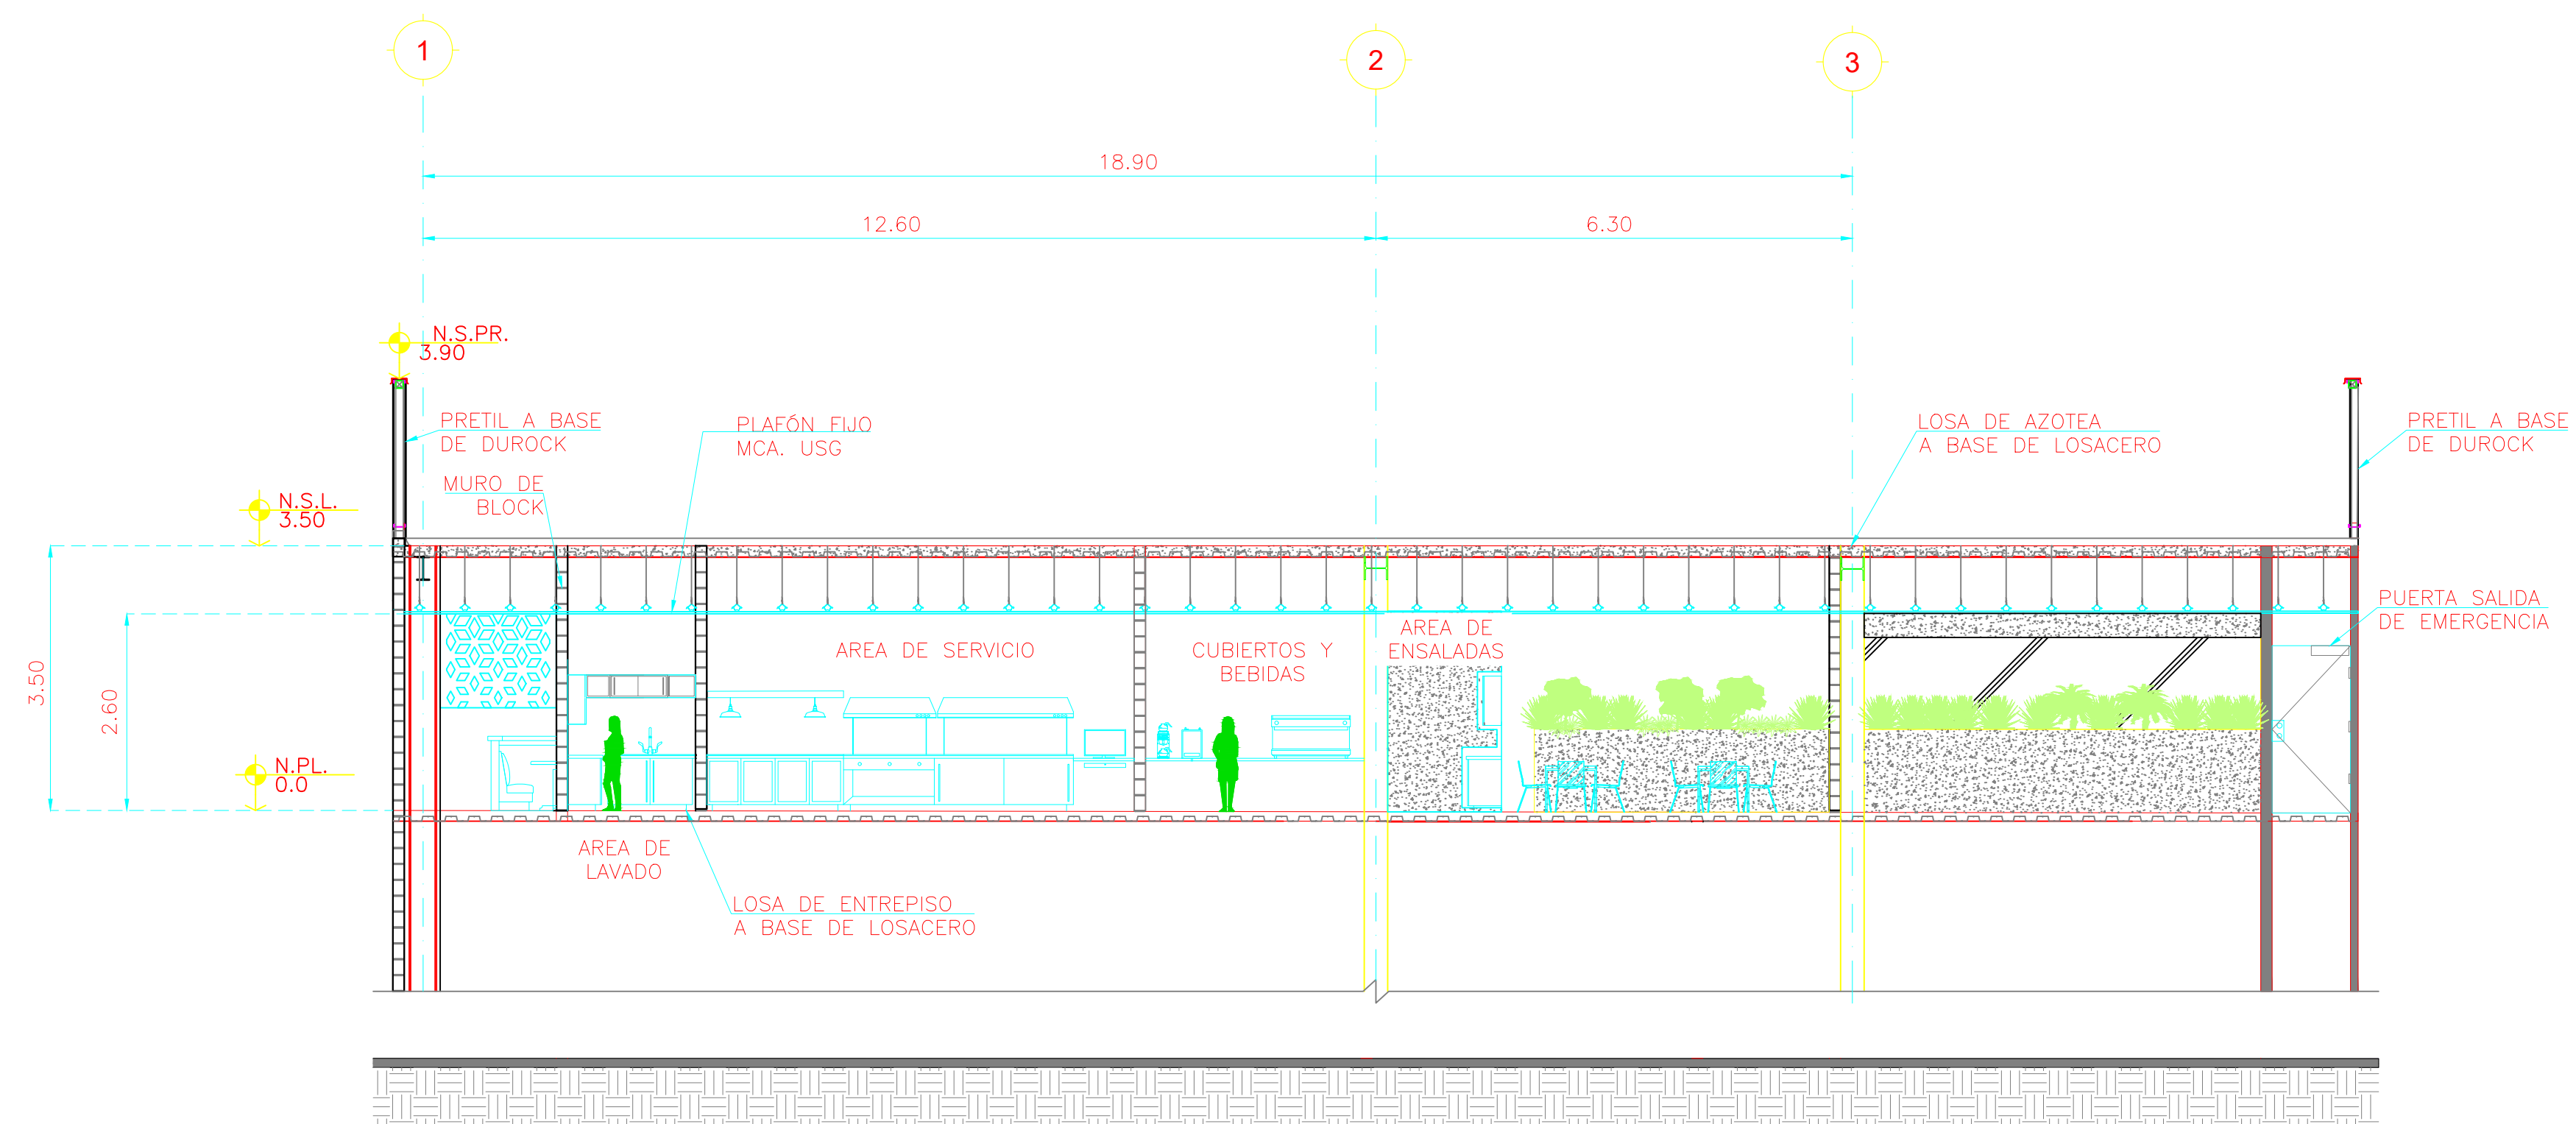 1
2
3
18.90
12.60
6.30
N.S.PR.
3.90
PRETIL A BASE
DE DUROCK
PLAFÓN FIJO
MCA. USG
LOSA DE AZOTEA
A BASE DE LOSACERO
PRETIL A BASE
DE DUROCK
MURO DE
BLOCK
N.S.L.
3.50
PUERTA SALIDA
DE EMERGENCIA
AREA DE SERVICIO
CUBIERTOS Y
BEBIDAS
AREA DE
ENSALADAS
3.50
2.60
N.PL.
0.0
AREA DE
LAVADO
LOSA DE ENTREPISO
A BASE DE LOSACERO